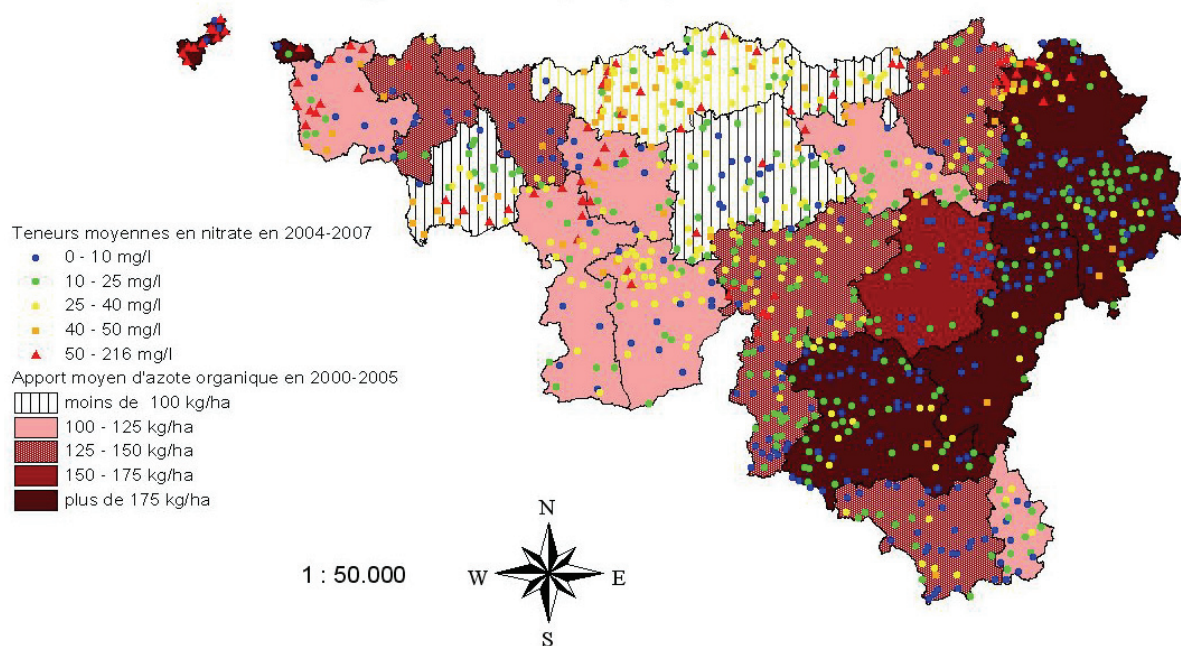 Teneurs moyennes en nitrate en 2004-2007
0 - 10 mg/l
10 - 25 mg/l
25 - 40 mg/l
40 - 50 mg/l
50 - 216 mg/l
Apport moyen d'azote organique en 2000-2005
moins de 100 kg/ha
100 - 125 kg/ha
125 - 150 kg/ha
150 - 175 kg/ha
plus de 175 kg/ha
1 : 50.000
N
W E
S